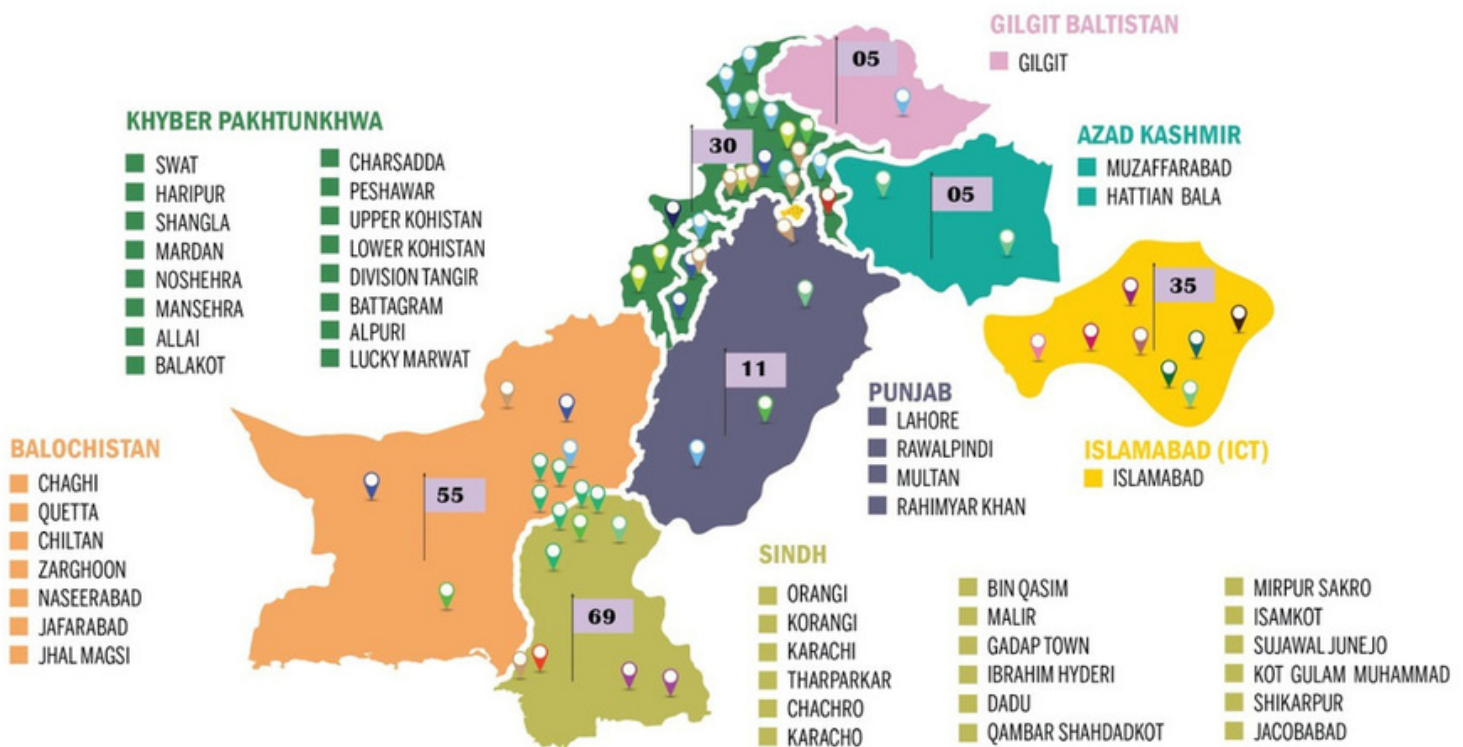 GILGIT BALTISTAN
GILGIT
05
KHYBER PAKHTUNKHWA
SWAT
HARIPUR
SHANGLA
MARDAN
NOSHEHRA
MANSEHRA
ALLAI
BALAKOT
CHARSADDA
PESHAWAR
UPPER KOHISTAN
LOWER KOHISTAN
DIVISION TANGIR
BATTAGRAM
ALPURI
LUCKY MARWAT
30
AZAD KASHMIR
MUZAFFARABAD
HATTIAN BALA
05
35
ISLAMABAD (ICT)
ISLAMABAD
11
PUNJAB
LAHORE
RAWALPINDI
MULTAN
RAHIMYAR KHAN
BALOCHISTAN
CHAGHI
QUETTA
CHILTAN
ZARGHOON
NASEERABAD
JAFARABAD
JHAL MAGSI
55
69
SINDH
ORANGI
KORANGI
KARACHI
THARPARKAR
CHACHRO
KARACHO
BIN QASIM
MALIR
GADAP TOWN
IBRAHIM HYDERI
DADU
QAMBAR SHAHDADKOT
MIRPUR SAKRO
ISAMKOT
SUJAWAL JUNEJO
KOT GULAM MUHAMMAD
SHIKARPUR
JACOBABAD